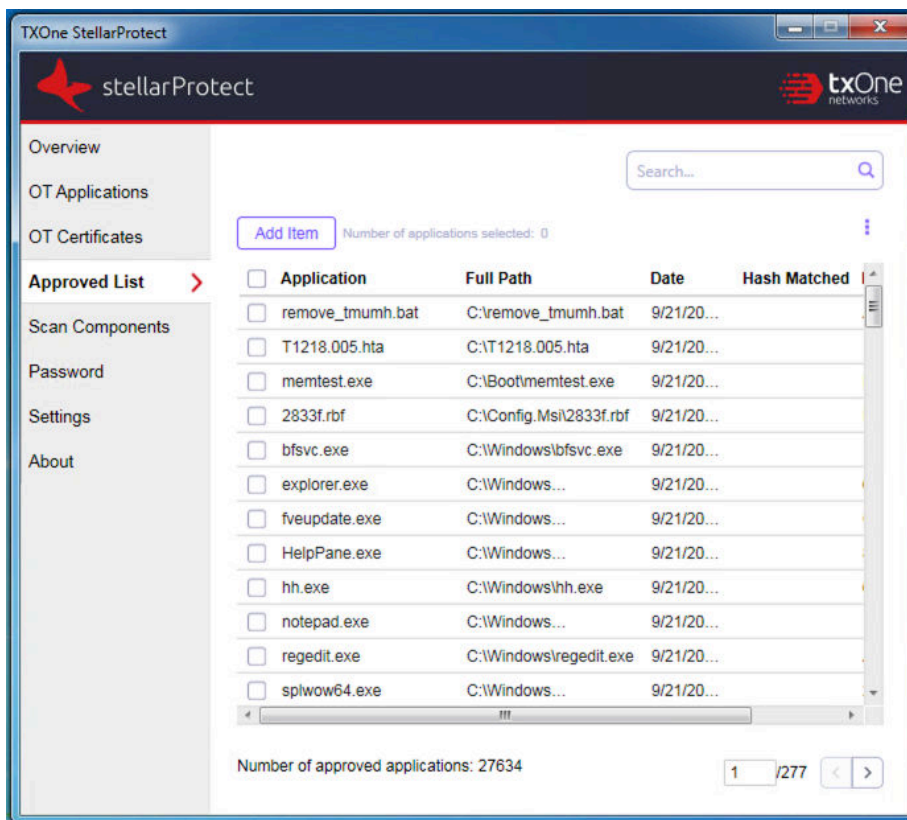 TXOne StellarProtect
stellarProtect
txOne
networks
Overview
OT Applications
OT Certificates
Approved List
Scan Components
Password
Settings
About
Search...
Add Item Number of applications selected: 0
Application Full Path Date Hash Matched
remove_tmumh.bat C:\remove_tmumh.bat 9/21/20...
T1218.005.hta C:\T1218.005.hta 9/21/20...
memtest.exe C:\Boot\memtest.exe 9/21/20...
2833f.rbf C:\Config.Msi\2833f.rbf 9/21/20...
bfsvc.exe C:\Windows\bfsvc.exe 9/21/20...
explorer.exe C:\Windows... 9/21/20...
fveupdate.exe C:\Windows... 9/21/20...
HelpPane.exe C:\Windows... 9/21/20...
hh.exe C:\Windows\hh.exe 9/21/20...
notepad.exe C:\Windows... 9/21/20...
regedit.exe C:\Windows\regedit.exe 9/21/20...
splwow64.exe C:\Windows... 9/21/20...
Number of approved applications: 27634
1 /277